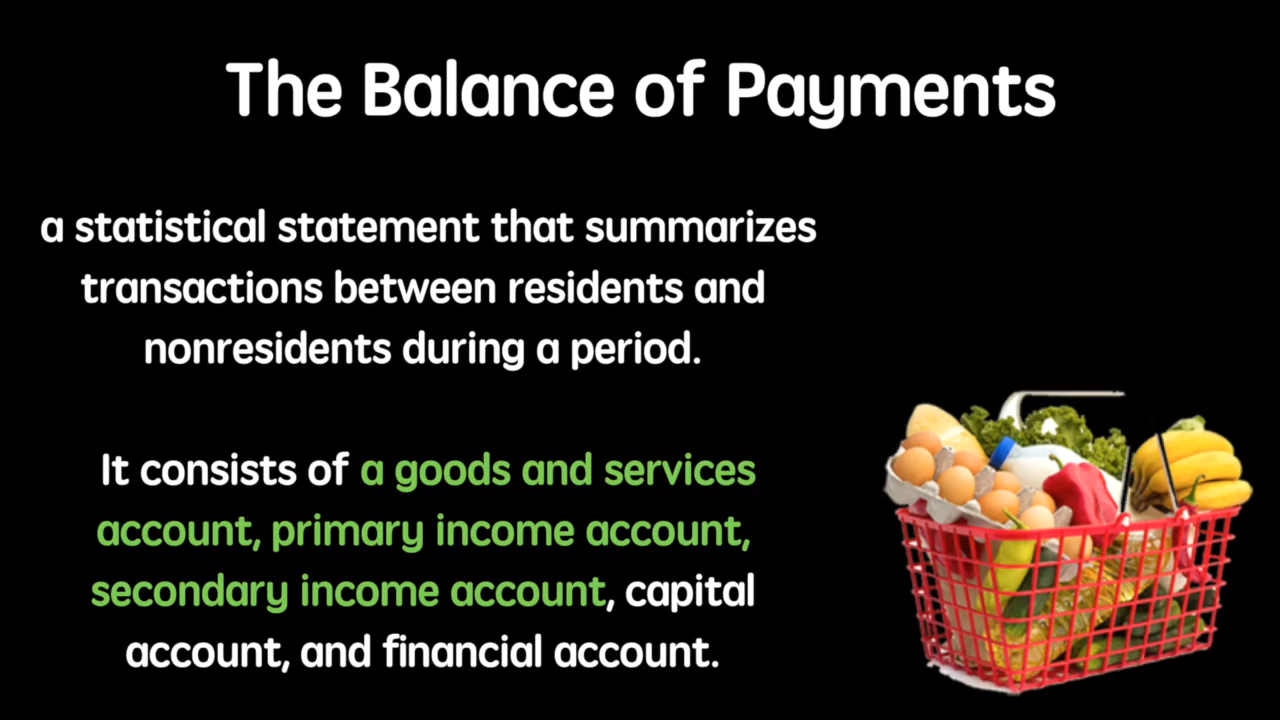 The Balance of Payments
a statistical statement that summarizes
transactions between residents and
nonresidents during a period.
It consists of a goods and services
account, primary income account,
secondary income account, capital
account, and financial account.